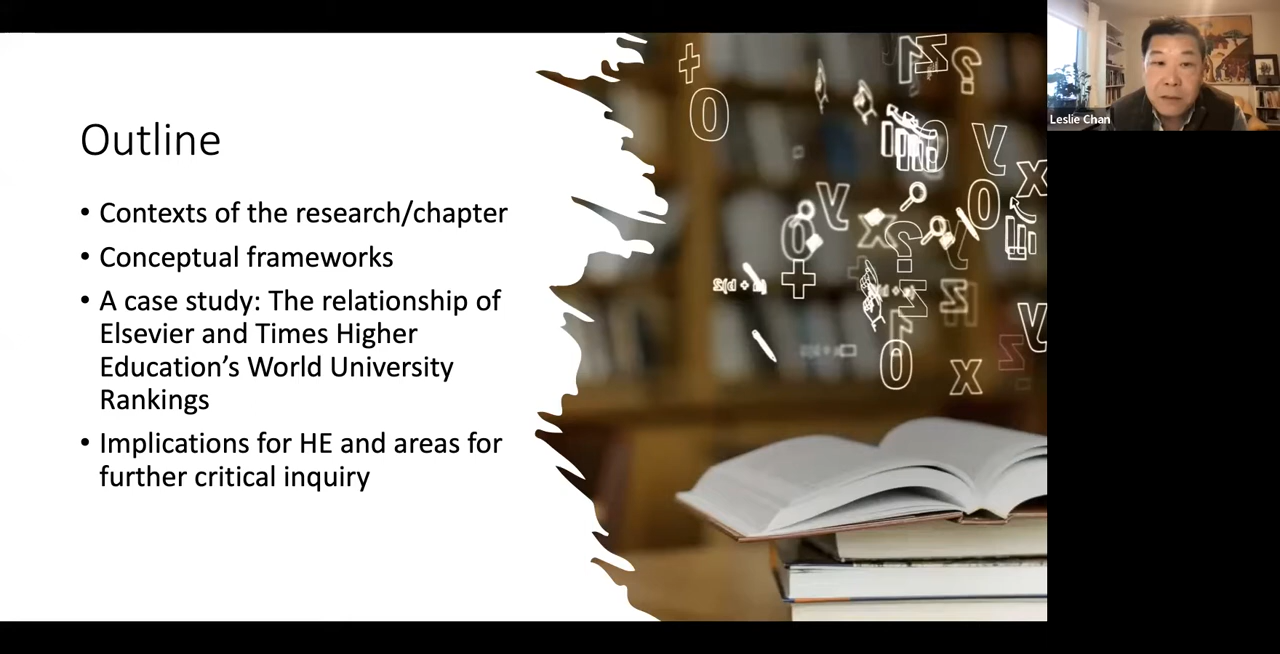 Outline
• Contexts of the research/chapter
• Conceptual frameworks
• A case study: The relationship of
Elsevier and Times Higher
Education’s World University
Rankings
• Implications for HE and areas for
further critical inquiry
Leslie Chan